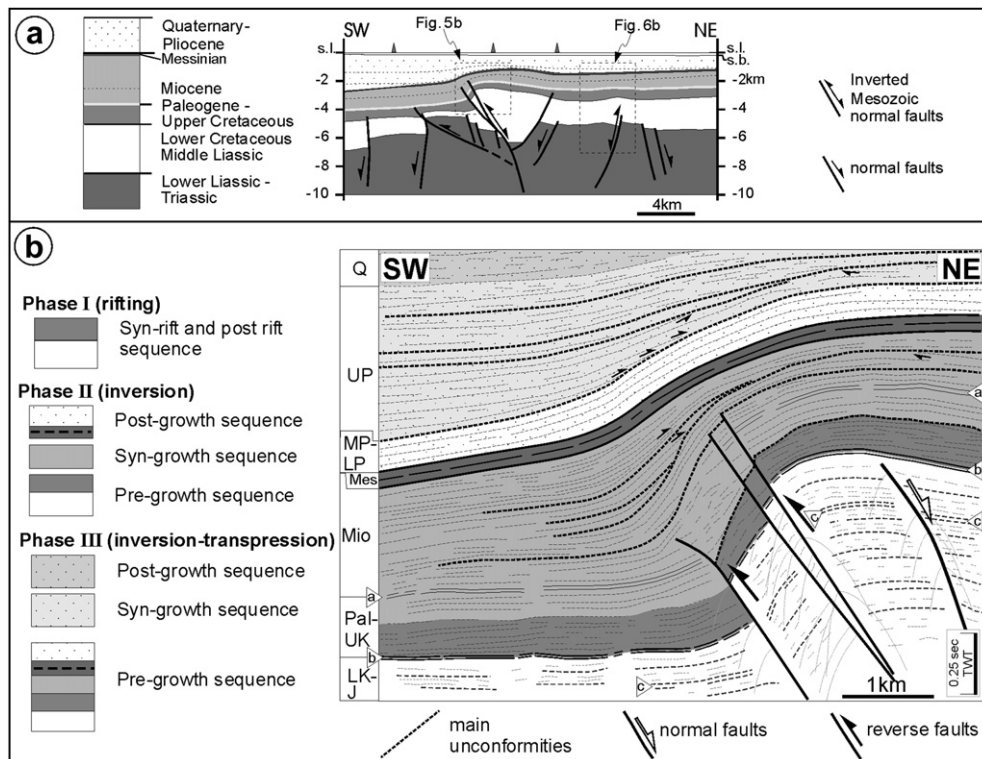 a
Quaternary-
Pliocene
Messinian
Miocene
Paleogene -
Upper Cretaceous
Lower Cretaceous
Middle Liassic
Lower Liassic -
Triassic
Fig. 5b
Fig. 6b
SW
NE
s.l.
s.l.
s.b.
-2
-2km
-4
-4
-6
-6
-8
-8
-10
-10
4km
Inverted
Mesozoic
normal faults
normal faults
b
Phase I (rifting)
Syn-rift and post rift
sequence
Phase II (inversion)
Post-growth sequence
Syn-growth sequence
Pre-growth sequence
Phase III (inversion-transpression)
Post-growth sequence
Syn-growth sequence
Pre-growth sequence
Q
SW
NE
UP
MP-
LP
Mes
Mio
a
Pal-
UK
b
LK-
J
c
a
b
c
c
0.25 sec
TWT
1km
main
unconformities
normal faults
reverse faults